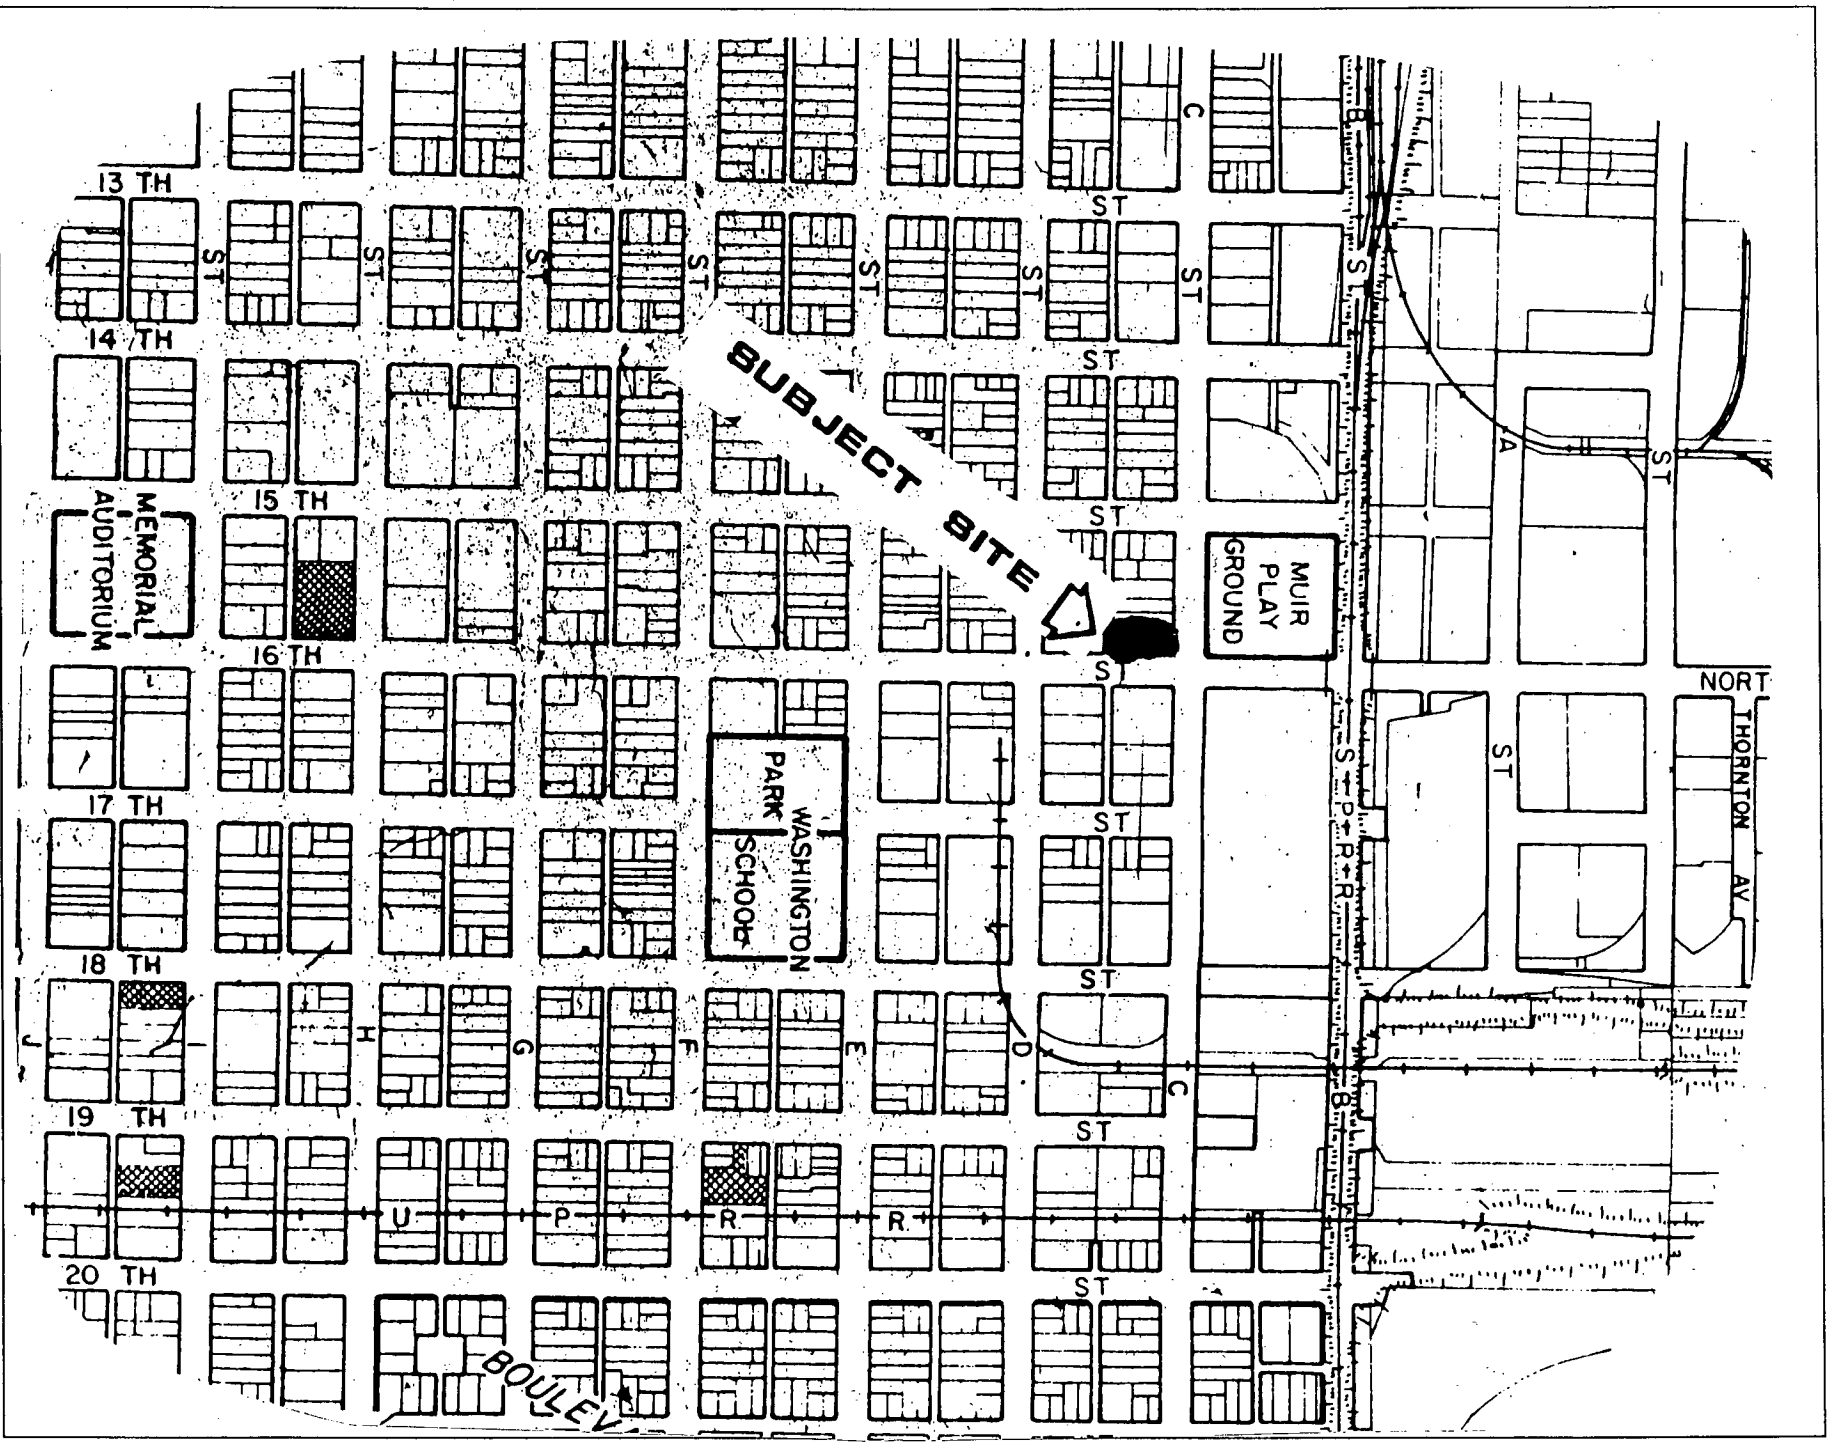 C
B
13 TH
ST
ST
ST
ST
ST
ST
ST
ST
S
14 TH
ST
SUBJECT SITE
A
ST
15 TH
ST
MEMORIAL
AUDITORIUM
MUIR
PLAY
GROUND
16 TH
S
NORT
THORNTON AV
ST
S P R R
PARK
WASHINGTON
SCHOOL
17 TH
ST
18 TH
ST
J
I
H
G
F
E
D
C
B
19 TH
ST
U P R R
20 TH
ST
BOULEV